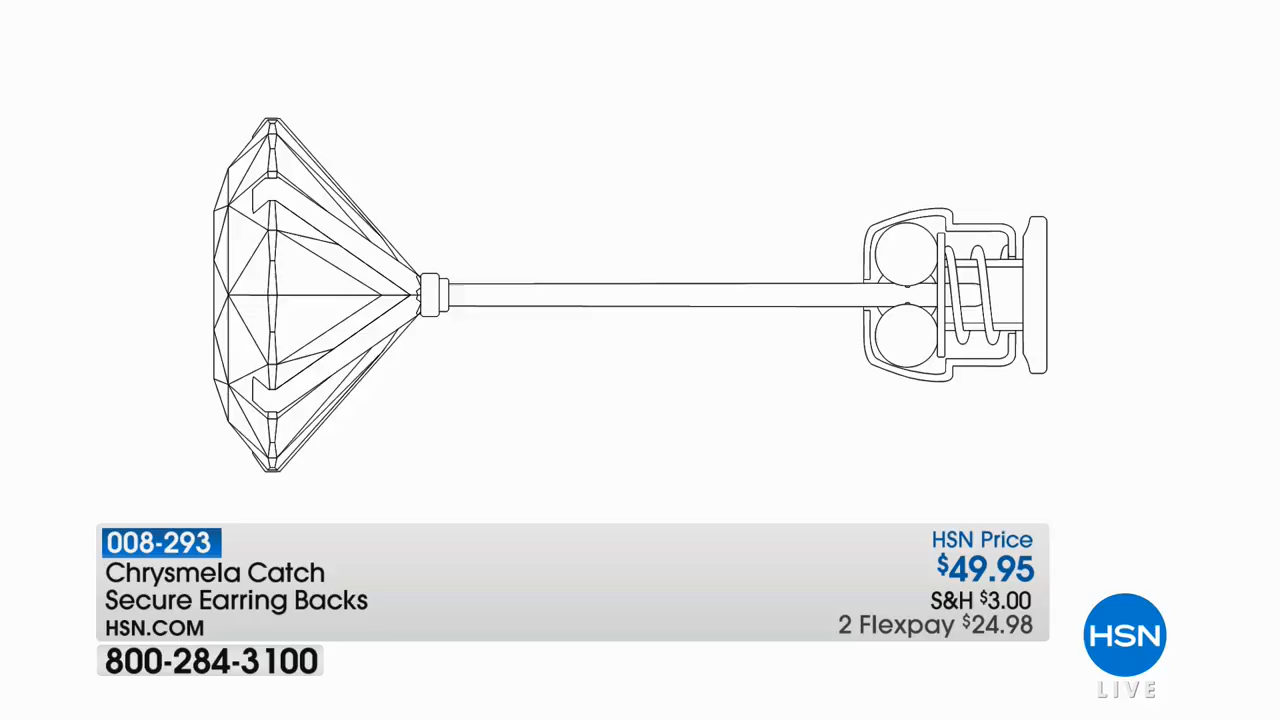 008-293
Chrysmela Catch
Secure Earring Backs
HSN.COM
800-284-3100
HSN Price
$49.95
S&H $3.00
2 Flexpay $24.98
HSN
LIVE